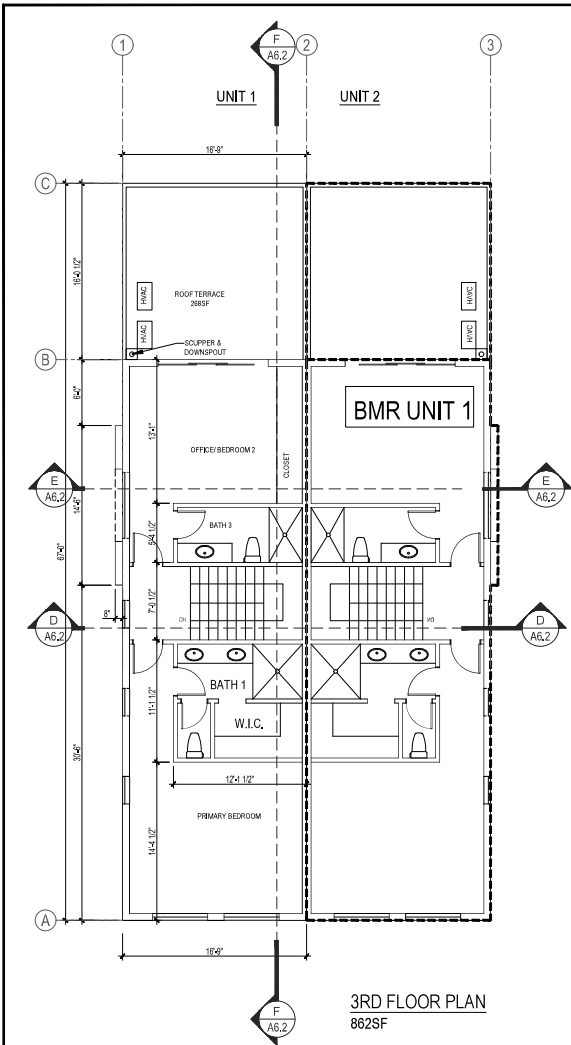 1
F
A6.2
2
3
UNIT 1
UNIT 2
16'-9"
C
16'-0 1/2"
HVAC
ROOF TERRACE
268SF
HVAC
HVAC
HVAC
SCUPPER &
DOWNSPOUT
B
6'-0"
13'-1"
BMR UNIT 1
OFFICE/BEDROOM 2
CLOSET
E
A6.2
14'-6"
E
A6.2
BATH 3
5'-4 1/2"
67'-0"
7'-0 1/2"
8"
DN
DN
D
A6.2
D
A6.2
BATH 1
11'-1 1/2"
W.I.C.
30'-6"
12'-1 1/2"
PRIMARY BEDROOM
14'-4 1/2"
A
16'-9"
F
A6.2
3RD FLOOR PLAN
862SF